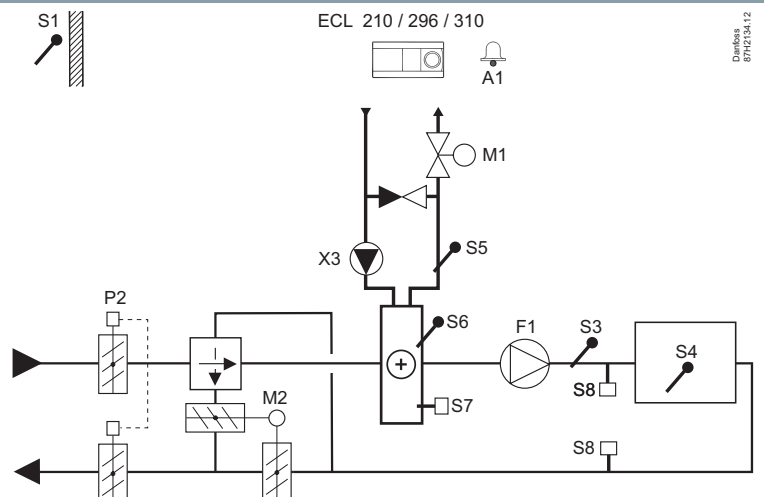 S1
ECL 210 / 296 / 310
Danfoss
87H2134.12
A1
M1
X3
S5
P2
S6
F1
S3
S4
M2
S8
S7
S8